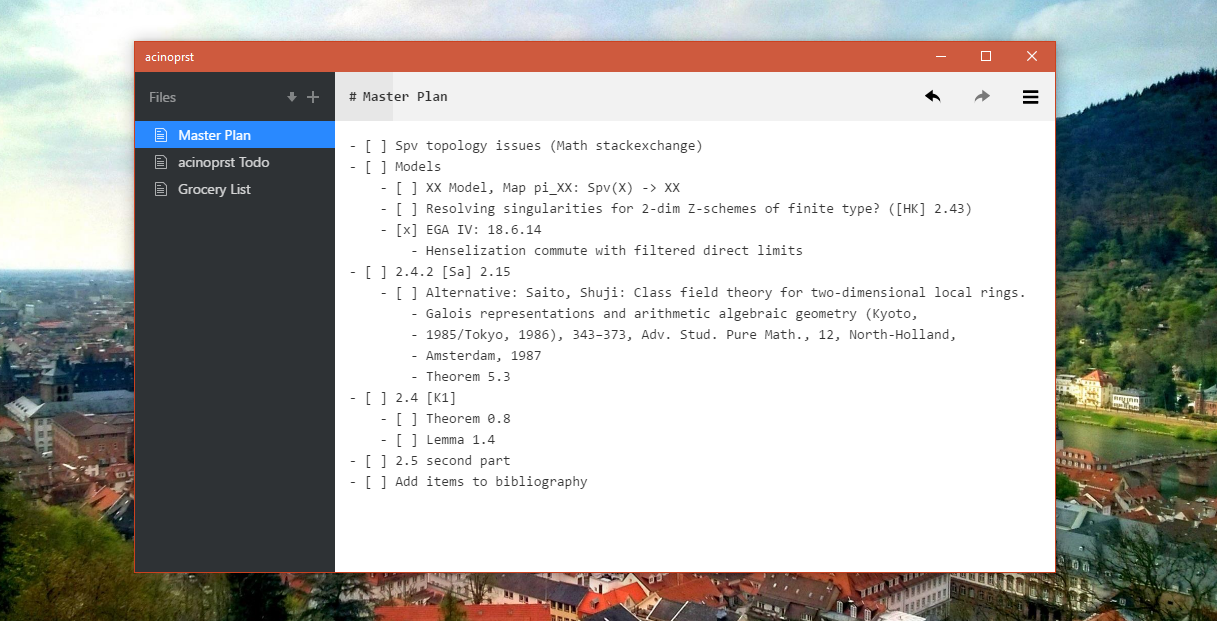 acinoprst
Files
# Master Plan
Master Plan
acinoprst Todo
Grocery List
- [ ] Spv topology issues (Math stackexchange)
- [ ] Models
    - [ ] XX Model, Map pi_XX: Spv(X) -> XX
    - [ ] Resolving singularities for 2-dim Z-schemes of finite type? ([HK] 2.43)
    - [x] EGA IV: 18.6.14
        - Henselization commute with filtered direct limits
- [ ] 2.4.2 [Sa] 2.15
    - [ ] Alternative: Saito, Shuji: Class field theory for two-dimensional local rings.
        - Galois representations and arithmetic algebraic geometry (Kyoto,
        - 1985/Tokyo, 1986), 343–373, Adv. Stud. Pure Math., 12, North-Holland,
        - Amsterdam, 1987
        - Theorem 5.3
- [ ] 2.4 [K1]
    - [ ] Theorem 0.8
    - [ ] Lemma 1.4
- [ ] 2.5 second part
- [ ] Add items to bibliography